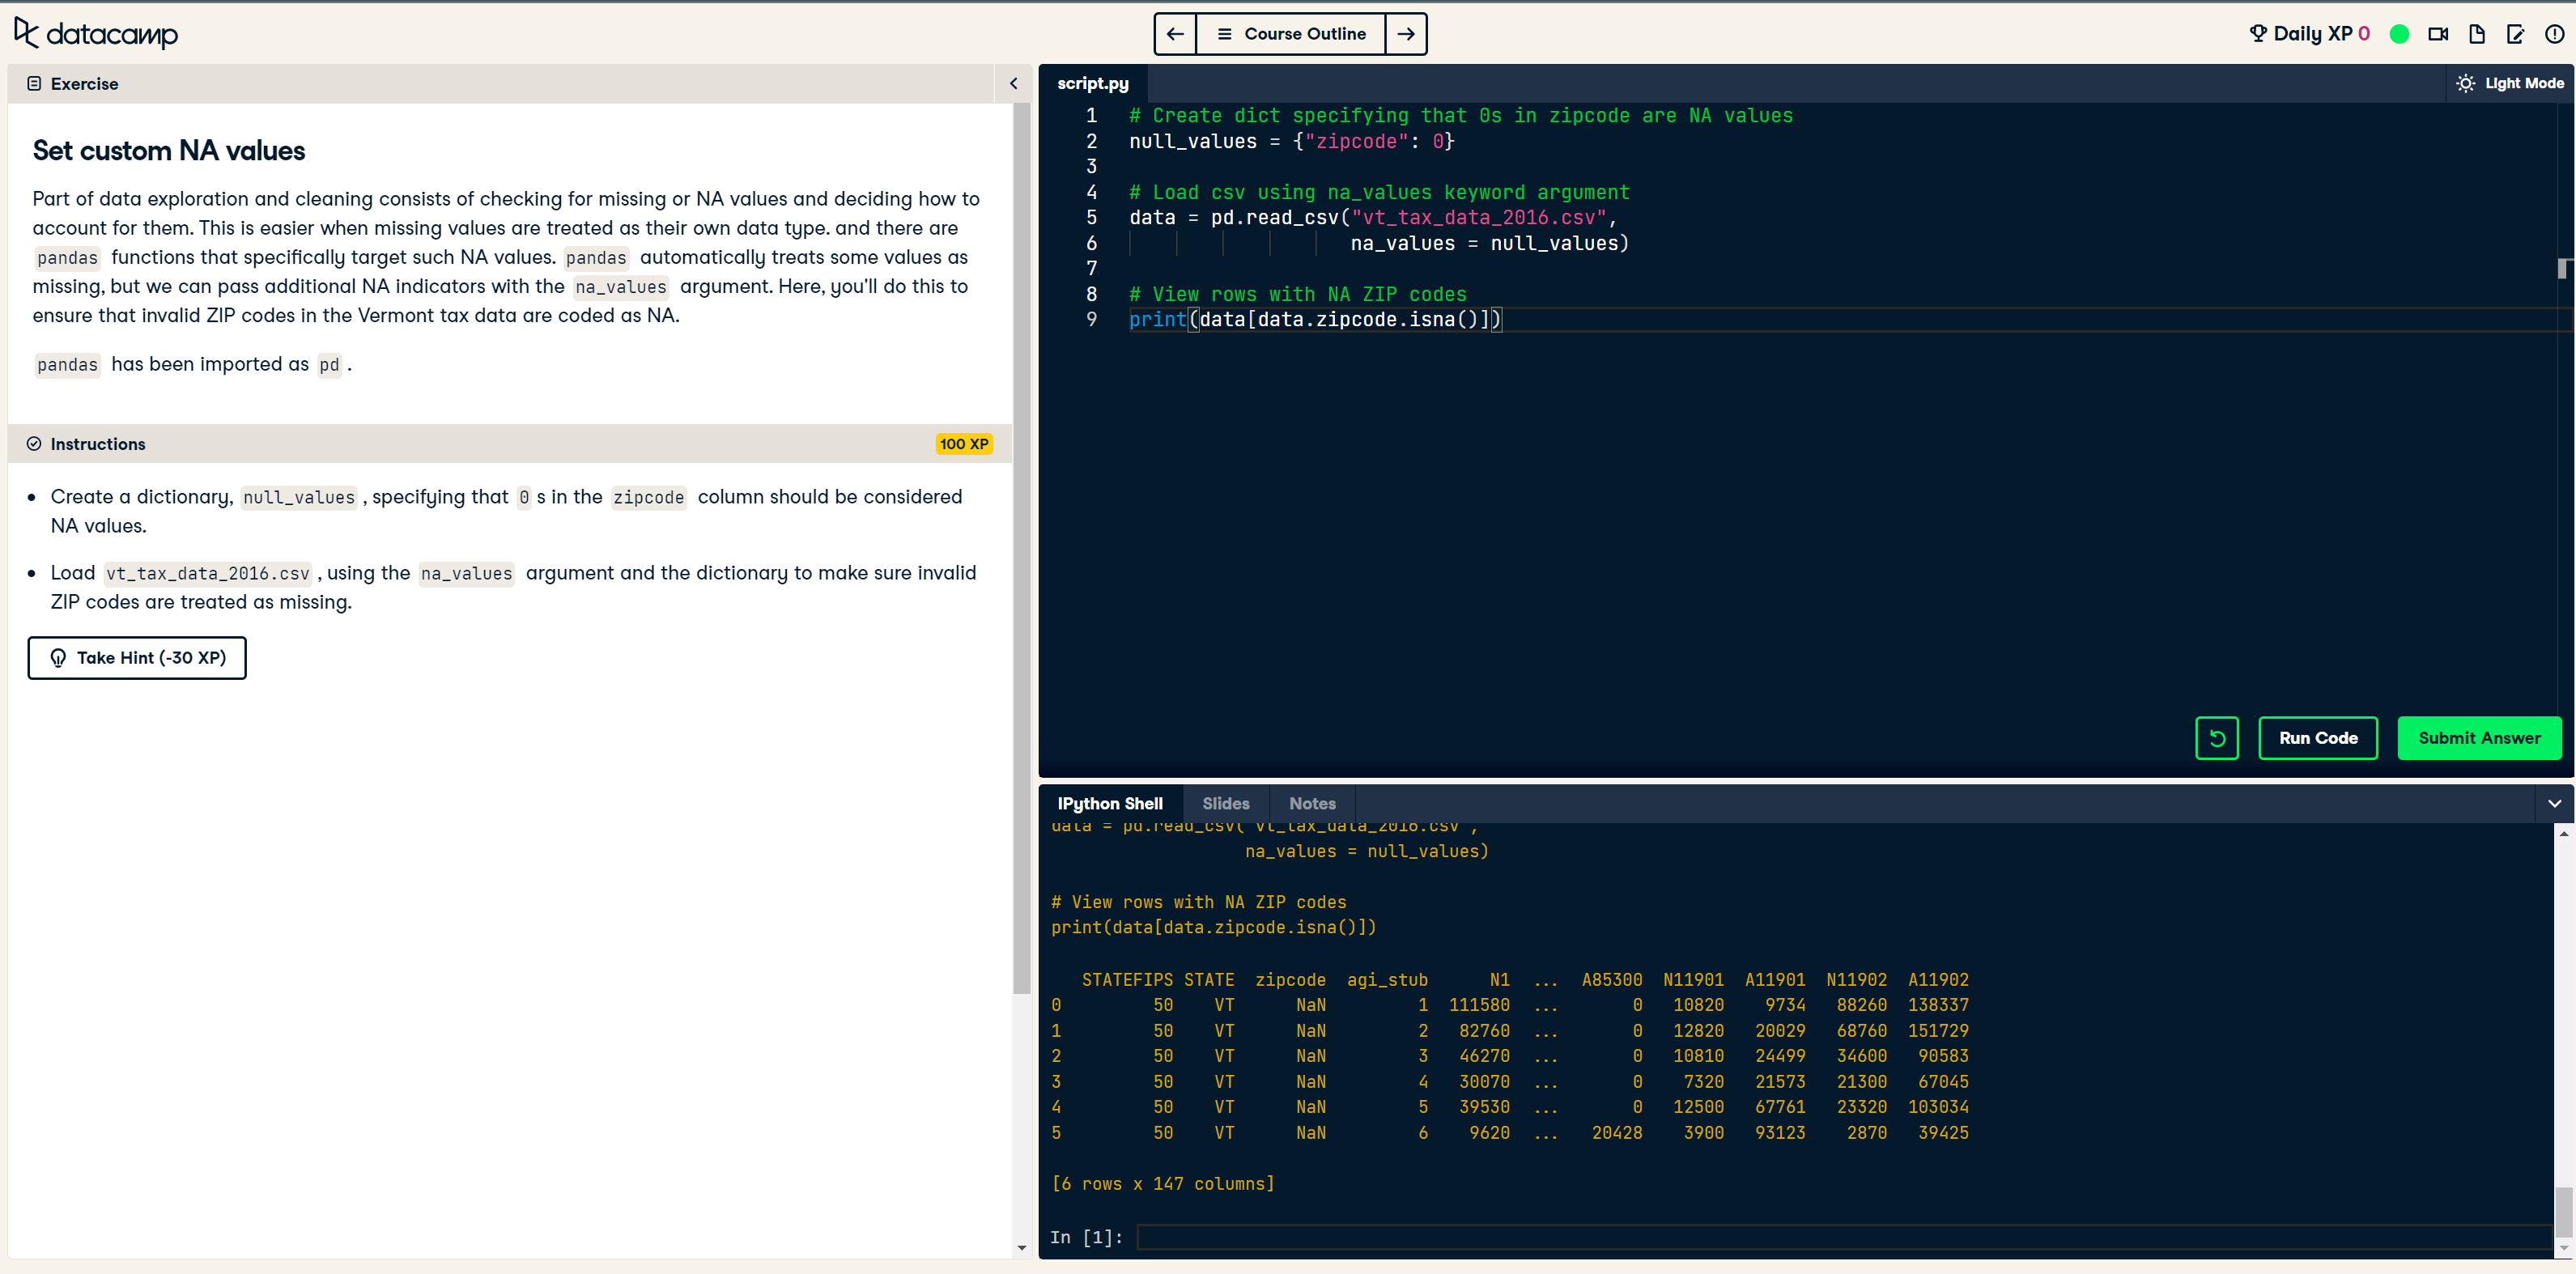 datacamp
Course Outline
Daily XP 0
Exercise
Set custom NA values
Part of data exploration and cleaning consists of checking for missing or NA values and deciding how to
account for them. This is easier when missing values are treated as their own data type. and there are
pandas functions that specifically target such NA values. pandas automatically treats some values as
missing, but we can pass additional NA indicators with the na_values argument. Here, you'll do this to
ensure that invalid ZIP codes in the Vermont tax data are coded as NA.
pandas has been imported as pd.
Instructions
100 XP
Create a dictionary, null_values, specifying that 0s in the zipcode column should be considered
NA values.
Load vt_tax_data_2016.csv, using the na_values argument and the dictionary to make sure invalid
ZIP codes are treated as missing.
Take Hint (-30 XP)
script.py
Light Mode
1 # Create dict specifying that 0s in zipcode are NA values
2 null_values = {"zipcode": 0}
3
4 # Load csv using na_values keyword argument
5 data = pd.read_csv("vt_tax_data_2016.csv",
6 na_values = null_values)
7
8 # View rows with NA ZIP codes
9 print(data[data.zipcode.isna()])
Run Code
Submit Answer
IPython Shell
Slides
Notes
data = pd.read_csv("vt_tax_data_2016.csv",
na_values = null_values)
# View rows with NA ZIP codes
print(data[data.zipcode.isna()])
STATEFIPS STATE zipcode agi_stub N1 ... A85300 N11901 A11901 N11902 A11902
0 50 VT NaN 1 111580 ... 0 10820 9734 88260 138337
1 50 VT NaN 2 82760 ... 0 12820 20029 68760 151729
2 50 VT NaN 3 46270 ... 0 10810 24499 34600 90583
3 50 VT NaN 4 30070 ... 0 7320 21573 21300 67045
4 50 VT NaN 5 39530 ... 0 12500 67761 23320 103034
5 50 VT NaN 6 9620 ... 20428 3900 93123 2870 39425
[6 rows x 147 columns]
In [1]: